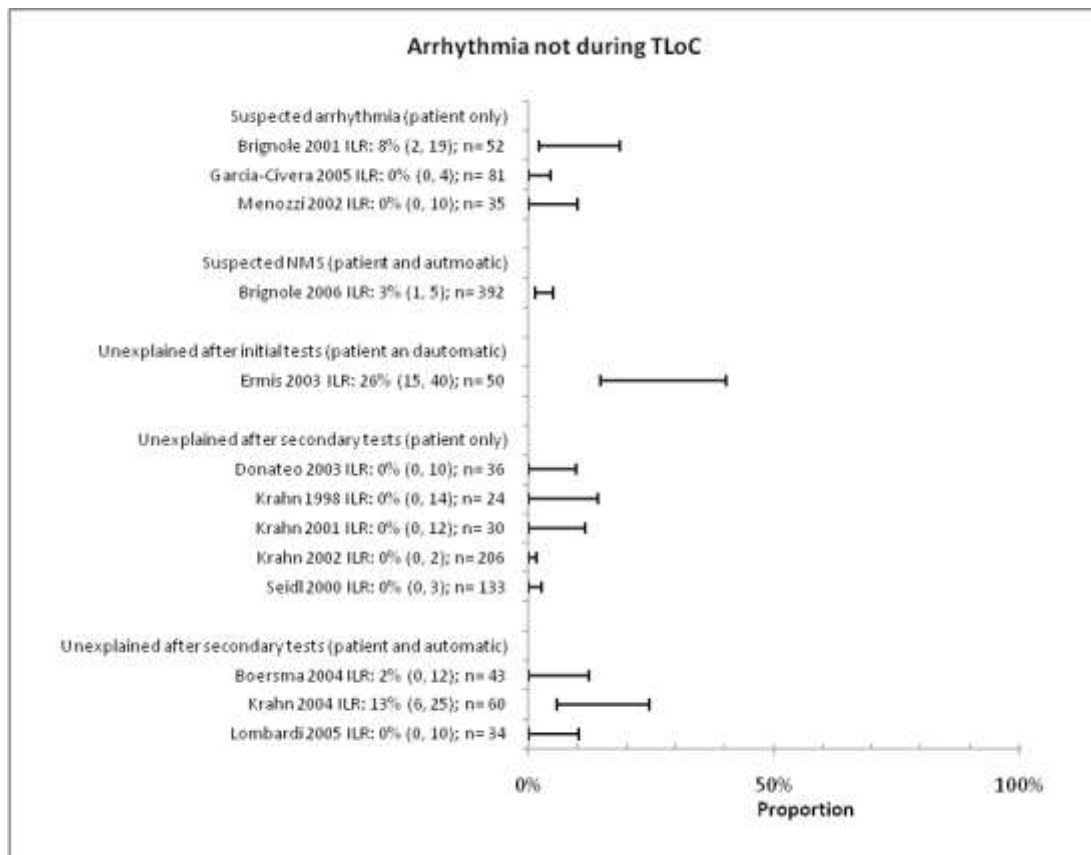 Arrhythmia not during TLoC
Suspected arrhythmia (patient only)
Brignole 2001 ILR: 8% (2, 19); n= 52
Garcia-Civera 2005 ILR: 0% (0, 4); n= 81
Menozzi 2002 ILR: 0% (0, 10); n= 35
Suspected NMS (patient and autmoatic)
Brignole 2006 ILR: 3% (1, 5); n= 392
Unexplained after initial tests (patient an dautomatic)
Ermis 2003 ILR: 26% (15, 40); n= 50
Unexplained after secondary tests (patient only)
Donateo 2003 ILR: 0% (0, 10); n= 36
Krahn 1998 ILR: 0% (0, 14); n= 24
Krahn 2001 ILR: 0% (0, 12); n= 30
Krahn 2002 ILR: 0% (0, 2); n= 206
Seidl 2000 ILR: 0% (0, 3); n= 133
Unexplained after secondary tests (patient and automatic)
Boersma 2004 ILR: 2% (0, 12); n= 43
Krahn 2004 ILR: 13% (6, 25); n= 60
Lombardi 2005 ILR: 0% (0, 10); n= 34
0% 50% 100%
Proportion